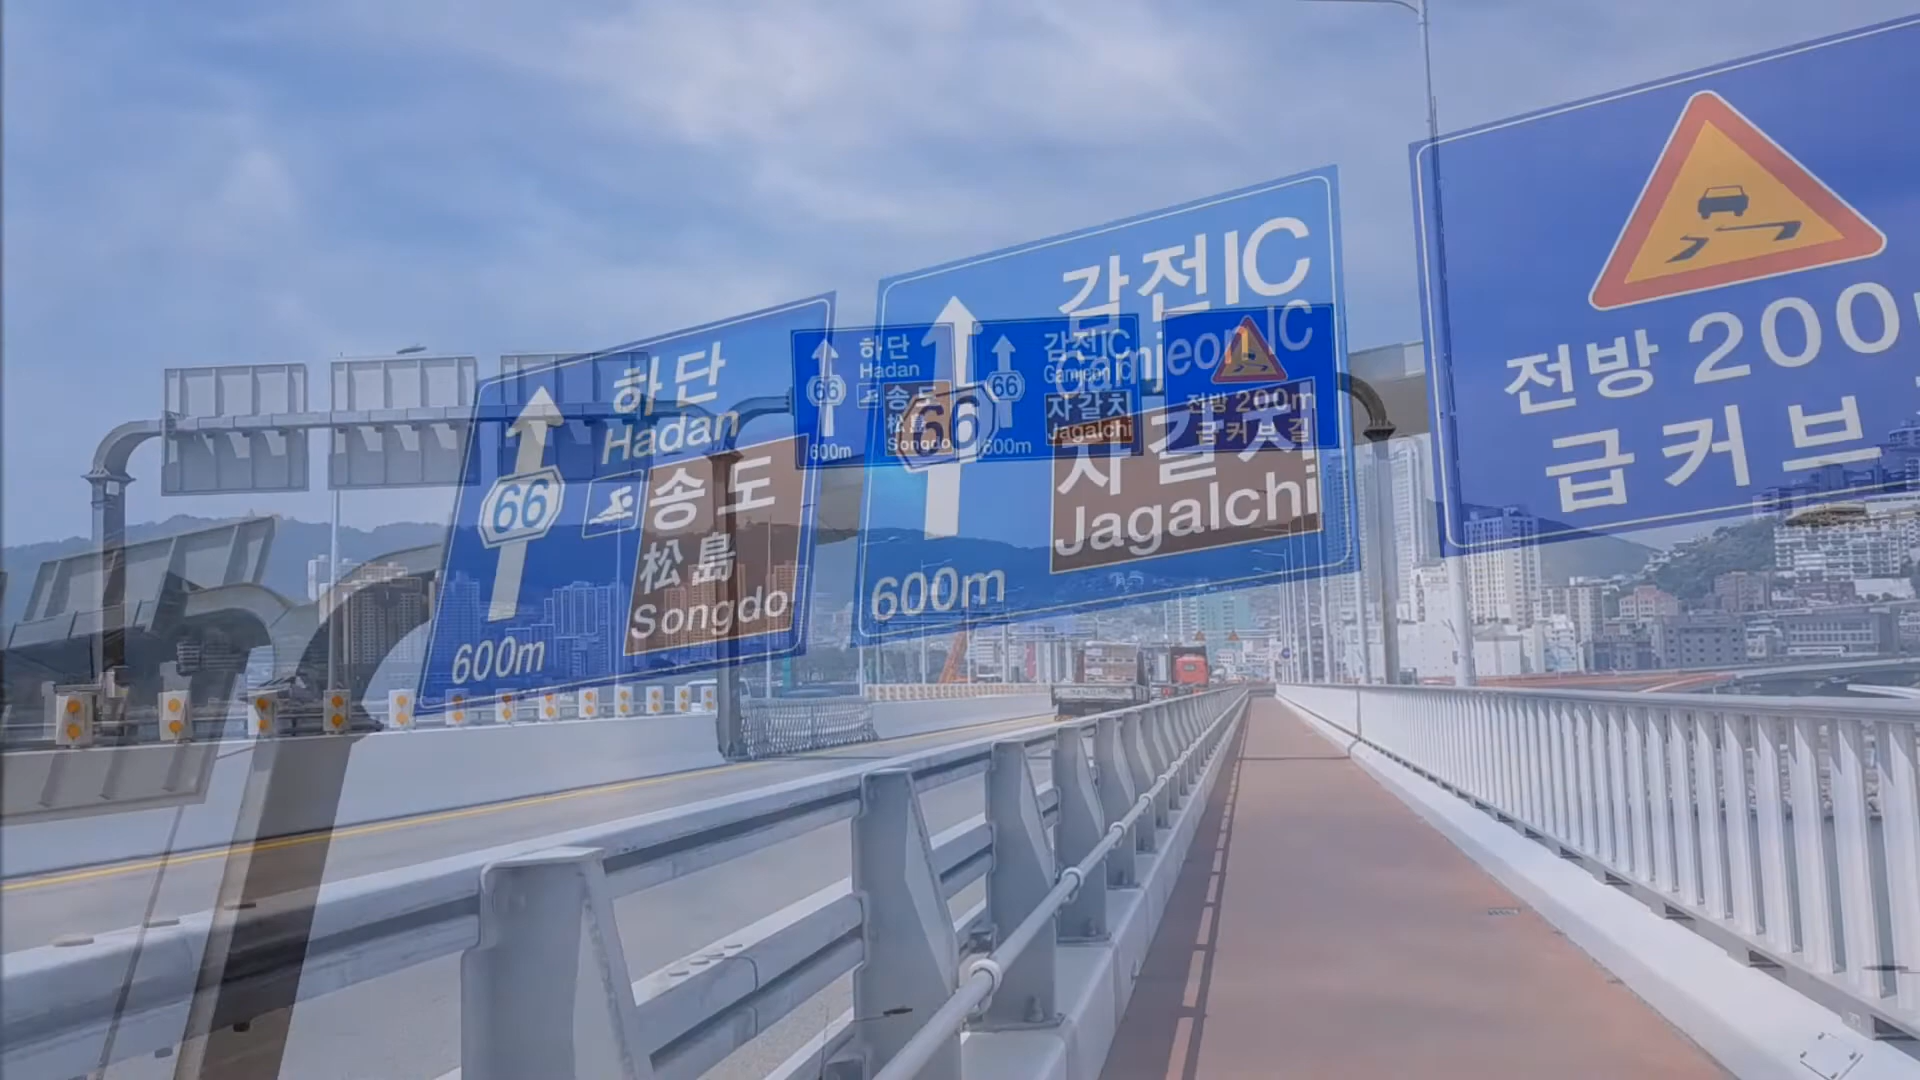 하단
Hadan
66
송도
松島
Songdo
600m
감전IC
Gamjeon IC
66
자갈치
Jagalchi
600m
전방 200
급커브
하단
Hadan
66
송도
松島
Songdo
600m
감전IC
Gamjeon IC
66
자갈치
Jagalchi
600m
전방 200m
급커브길